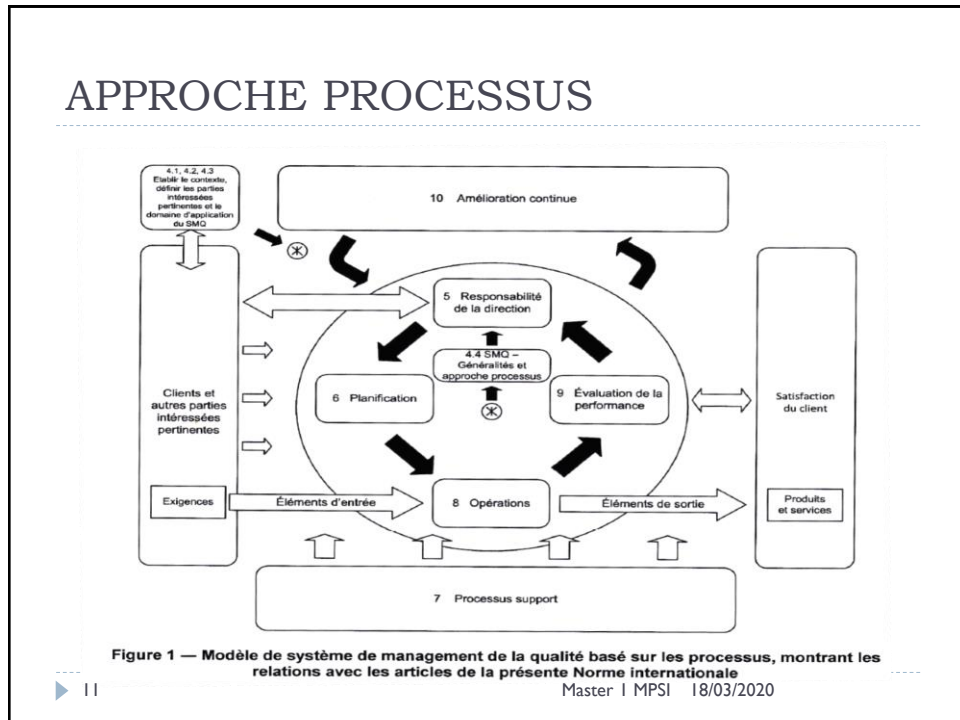 APPROCHE PROCESSUS
4.1, 4.2, 4.3
Etablir le contexte,
définir les parties
intéressées
pertinentes et le
domaine d'application
du SMQ
10 Amélioration continue
5 Responsabilité
de la direction
4.4 SMQ –
Généralités et
approche processus
6 Planification
9 Évaluation de la
performance
Clients et
autres parties
intéressées
pertinentes
Satisfaction
du client
Exigences
Éléments d'entrée
8 Opérations
Éléments de sortie
Produits
et services
7 Processus support
Figure 1 — Modèle de système de management de la qualité basé sur les processus, montrant les
relations avec les articles de la présente Norme internationale
11 Master 1 MPSI 18/03/2020